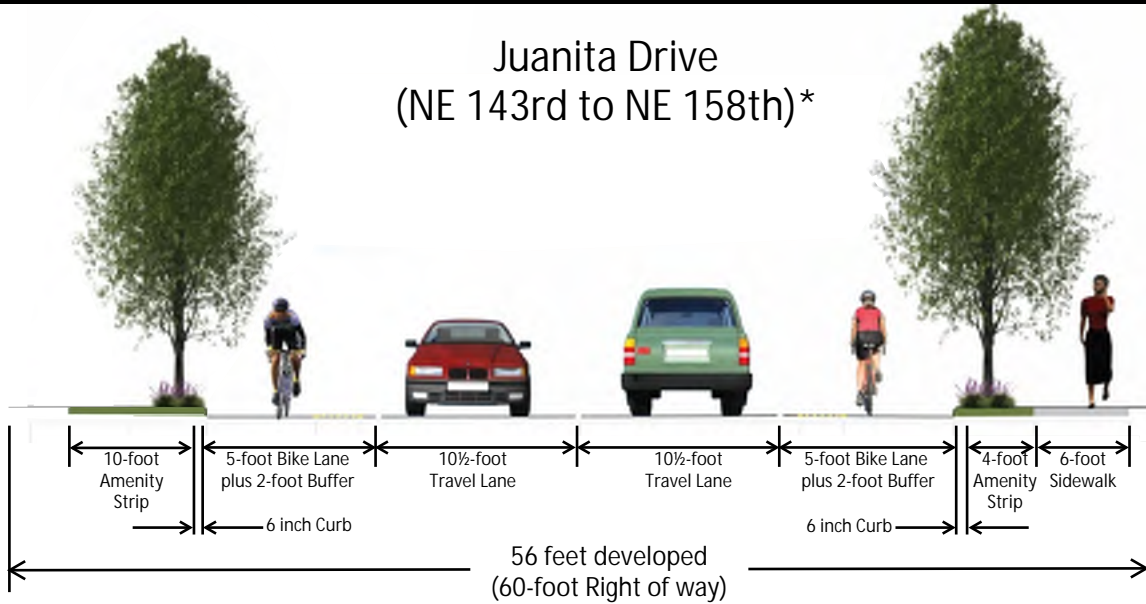 Juanita Drive
(NE 143rd to NE 158th)*
10-foot
Amenity
Strip
5-foot Bike Lane
plus 2-foot Buffer
10½-foot
Travel Lane
10½-foot
Travel Lane
5-foot Bike Lane
plus 2-foot Buffer
4-foot
Amenity
Strip
6-foot
Sidewalk
6 inch Curb
6 inch Curb
56 feet developed
(60-foot Right of way)